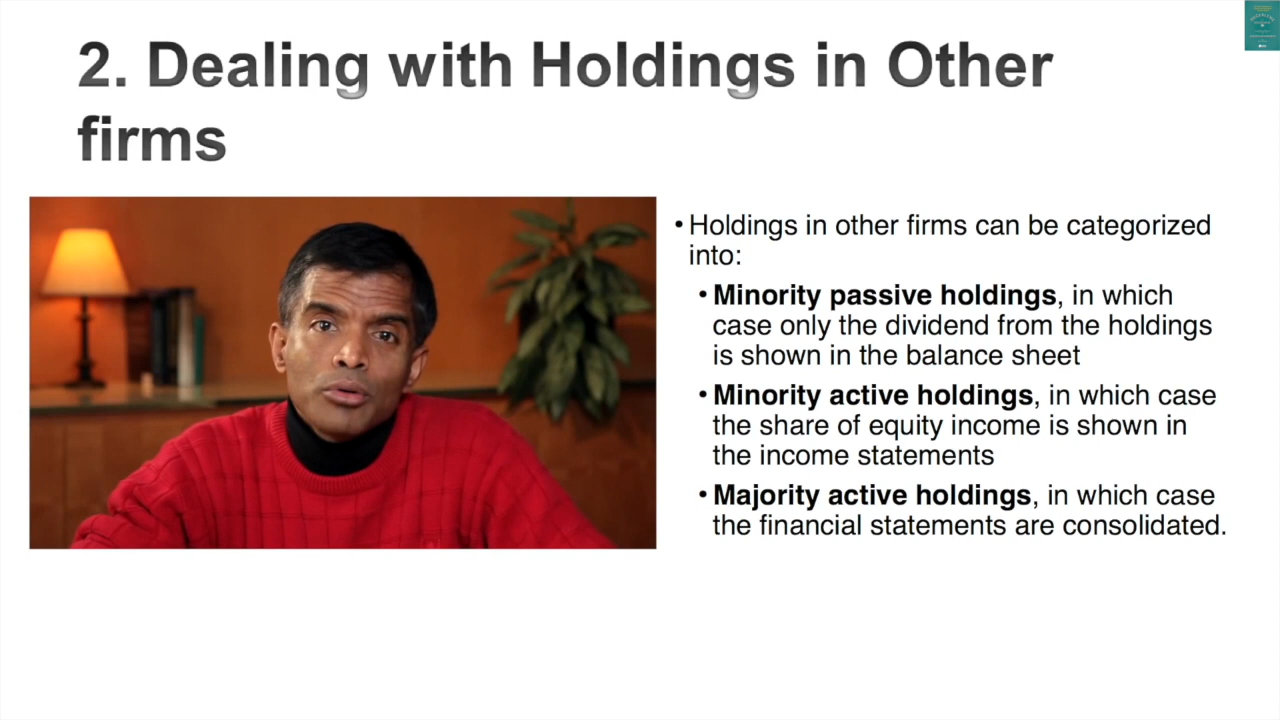 2. Dealing with Holdings in Other
firms
• Holdings in other firms can be categorized
into:
• Minority passive holdings, in which
case only the dividend from the holdings
is shown in the balance sheet
• Minority active holdings, in which case
the share of equity income is shown in
the income statements
• Majority active holdings, in which case
the financial statements are consolidated.